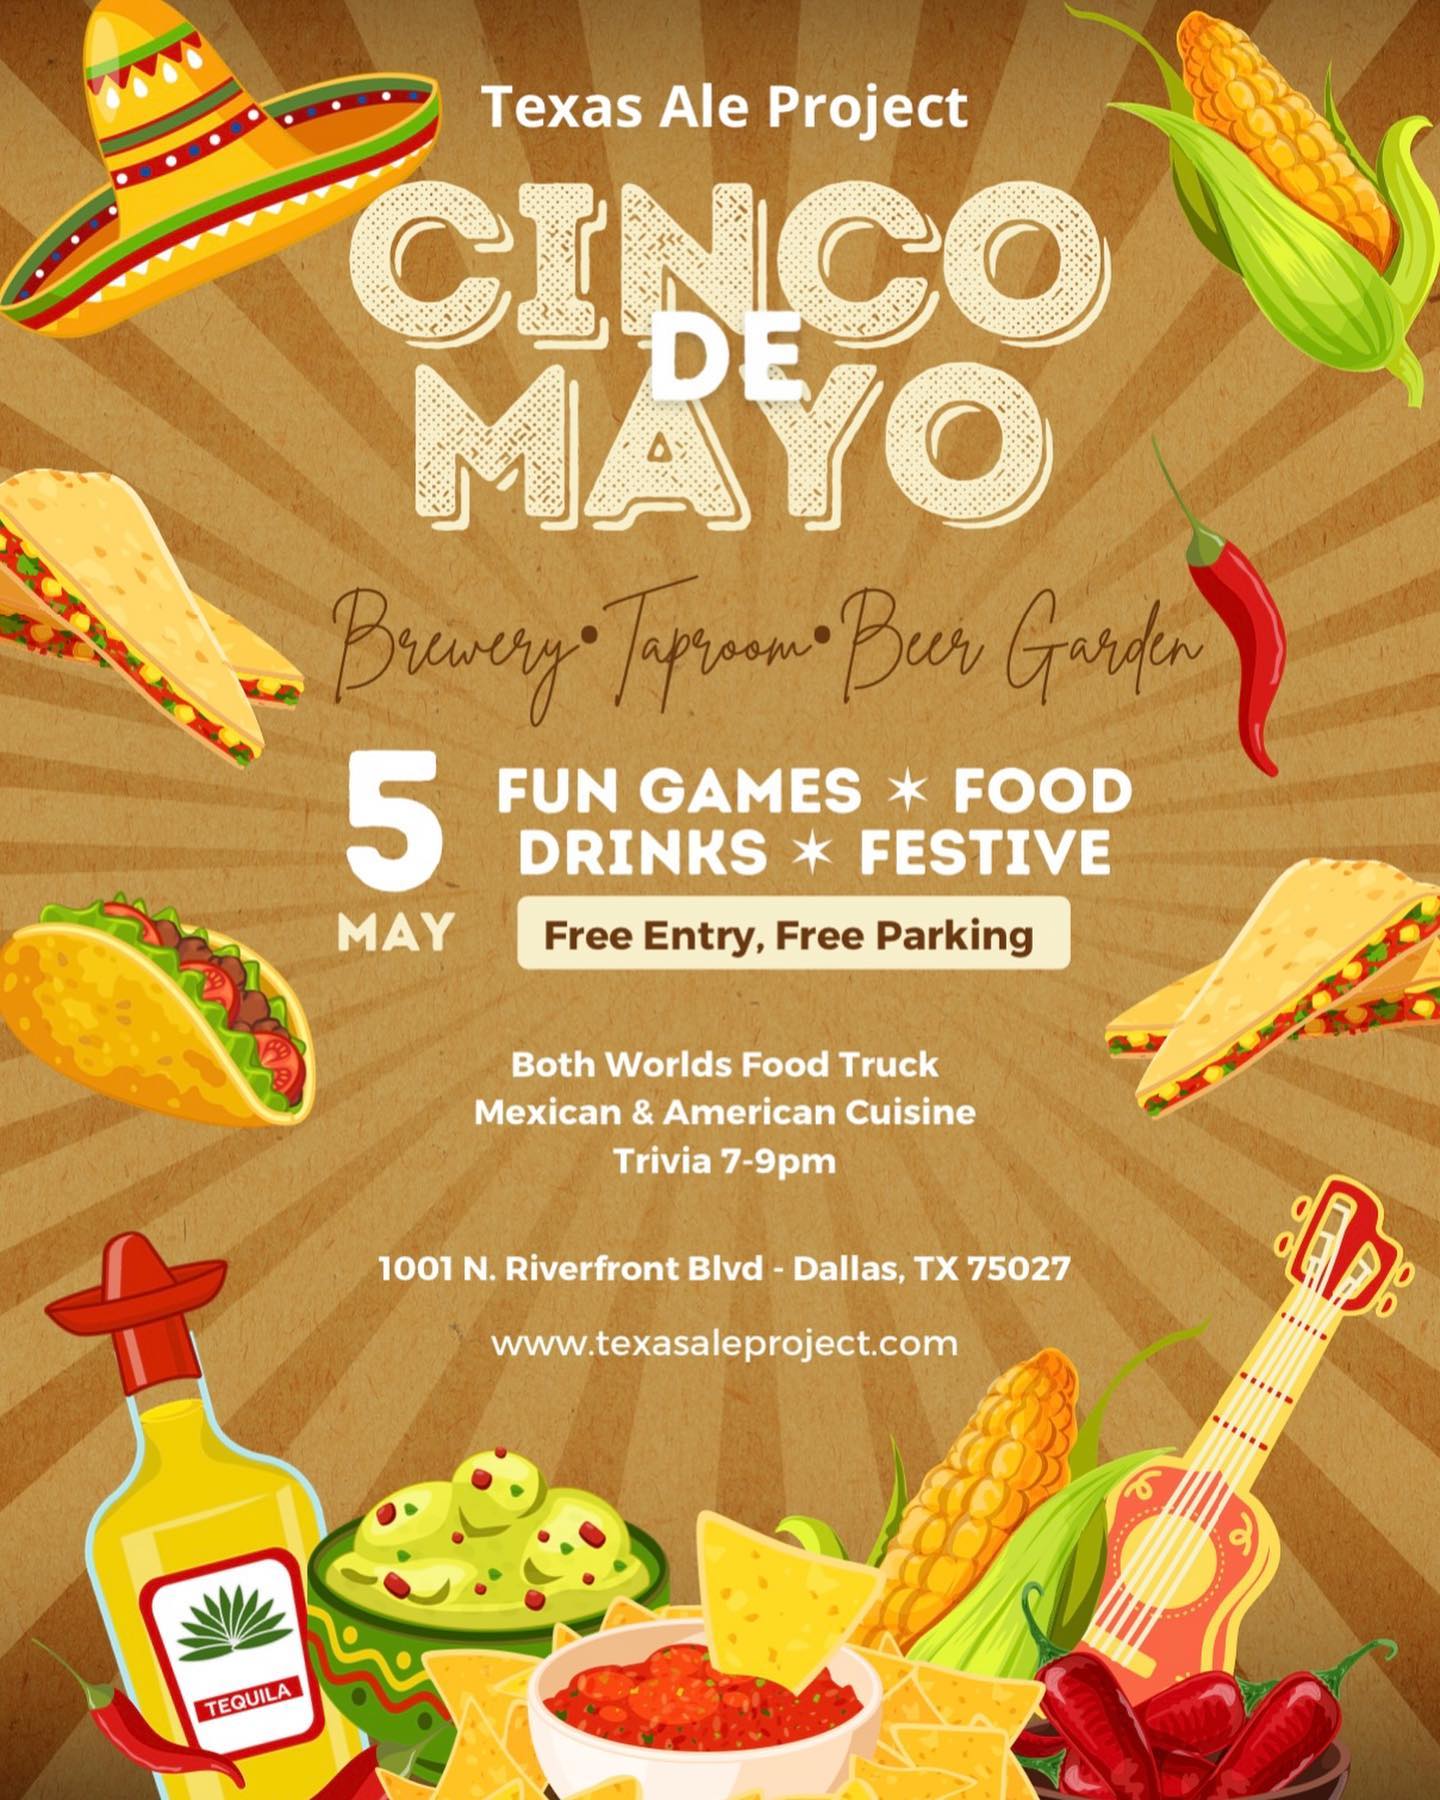 Texas Ale Project
CINCO
DE
MAYO
Brewery•Taproom•Beer Garden
5
MAY
FUN GAMES ✶ FOOD
DRINKS ✶ FESTIVE
Free Entry, Free Parking
Both Worlds Food Truck
Mexican & American Cuisine
Trivia 7-9pm
1001 N. Riverfront Blvd - Dallas, TX 75027
www.texasaleproject.com
TEQUILA